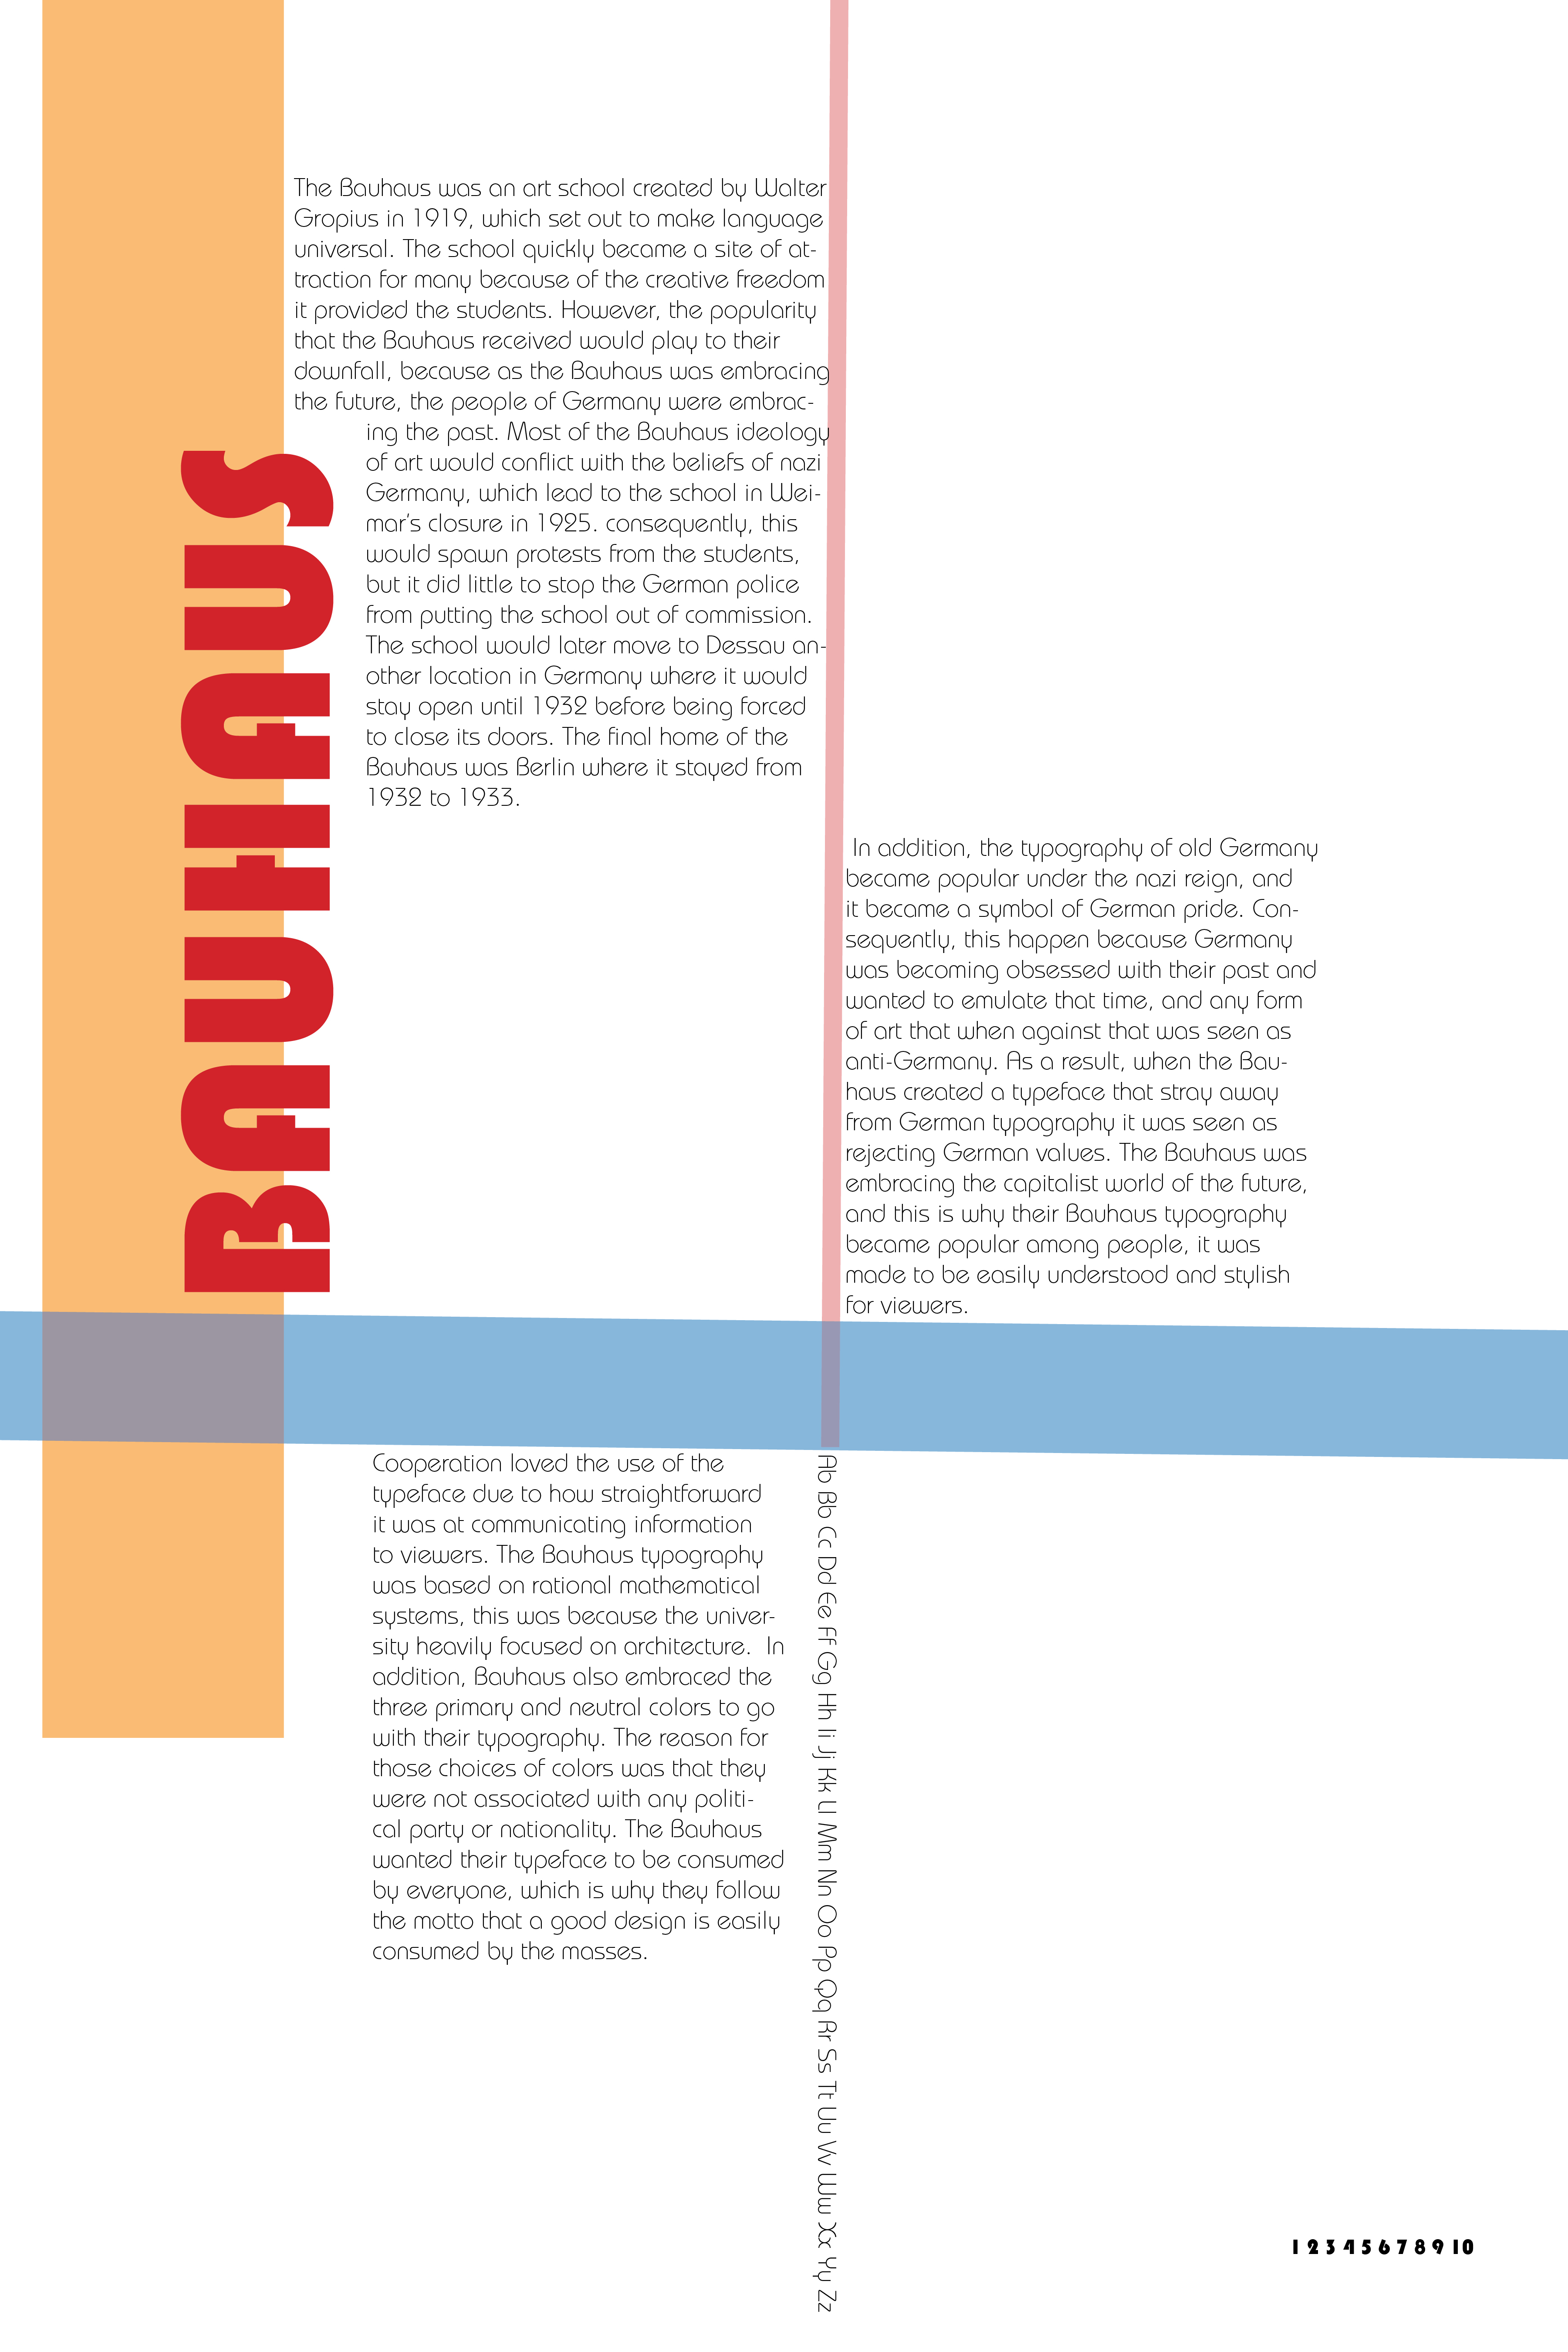 BAUHAUS
The Bauhaus was an art school created by Walter
Gropius in 1919, which set out to make language
universal. The school quickly became a site of at-
traction for many because of the creative freedom
it provided the students. However, the popularity
that the Bauhaus received would play to their
downfall, because as the Bauhaus was embracing
the future, the people of Germany were embrac-
ing the past. Most of the Bauhaus ideology
of art would conflict with the beliefs of nazi
Germany, which lead to the school in Wei-
mar's closure in 1925. consequently, this
would spawn protests from the students,
but it did little to stop the German police
from putting the school out of commission.
The school would later move to Dessau an-
other location in Germany where it would
stay open until 1932 before being forced
to close its doors. The final home of the
Bauhaus was Berlin where it stayed from
1932 to 1933.
In addition, the typography of old Germany
became popular under the nazi reign, and
it became a symbol of German pride. Con-
sequently, this happen because Germany
was becoming obsessed with their past and
wanted to emulate that time, and any form
of art that when against that was seen as
anti-Germany. As a result, when the Bau-
haus created a typeface that stray away
from German typography it was seen as
rejecting German values. The Bauhaus was
embracing the capitalist world of the future,
and this is why their Bauhaus typography
became popular among people, it was
made to be easily understood and stylish
for viewers.
Cooperation loved the use of the
typeface due to how straightforward
it was at communicating information
to viewers. The Bauhaus typography
was based on rational mathematical
systems, this was because the univer-
sity heavily focused on architecture.  In
addition, Bauhaus also embraced the
three primary and neutral colors to go
with their typography. The reason for
those choices of colors was that they
were not associated with any politi-
cal party or nationality. The Bauhaus
wanted their typeface to be consumed
by everyone, which is why they follow
the motto that a good design is easily
consumed by the masses.
Ab Bb Cc Dd Ee Ff Gg Hh Ii Jj Kk Ll Mm Nn Oo Pp Qq Rr Ss Tt Uu Vv Ww Xx Yy Zz
1 2 3 4 5 6 7 8 9 10